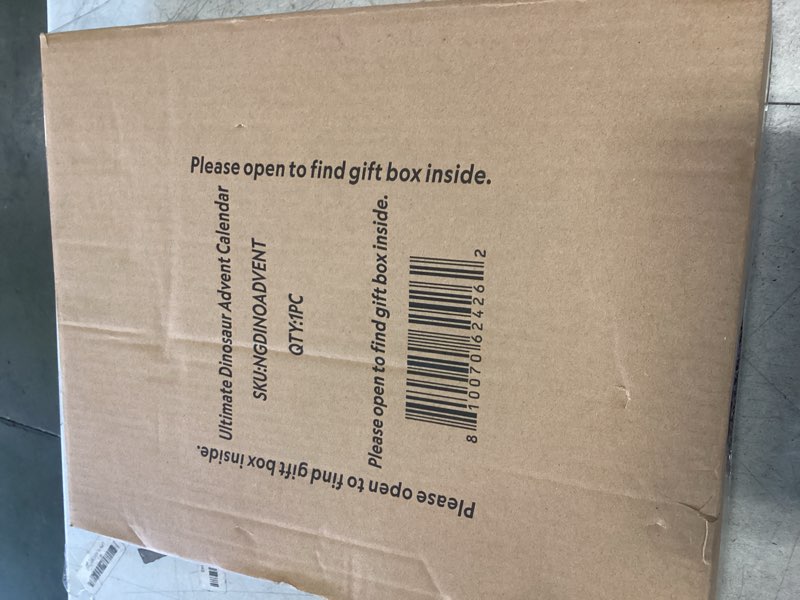 Please open to find gift box inside.
Ultimate Dinosaur Advent Calendar
SKU:NGDINOADVENT
QTY:1PC
Please open to find gift box inside.
8 10070 62426 2
Please open to find gift box inside.